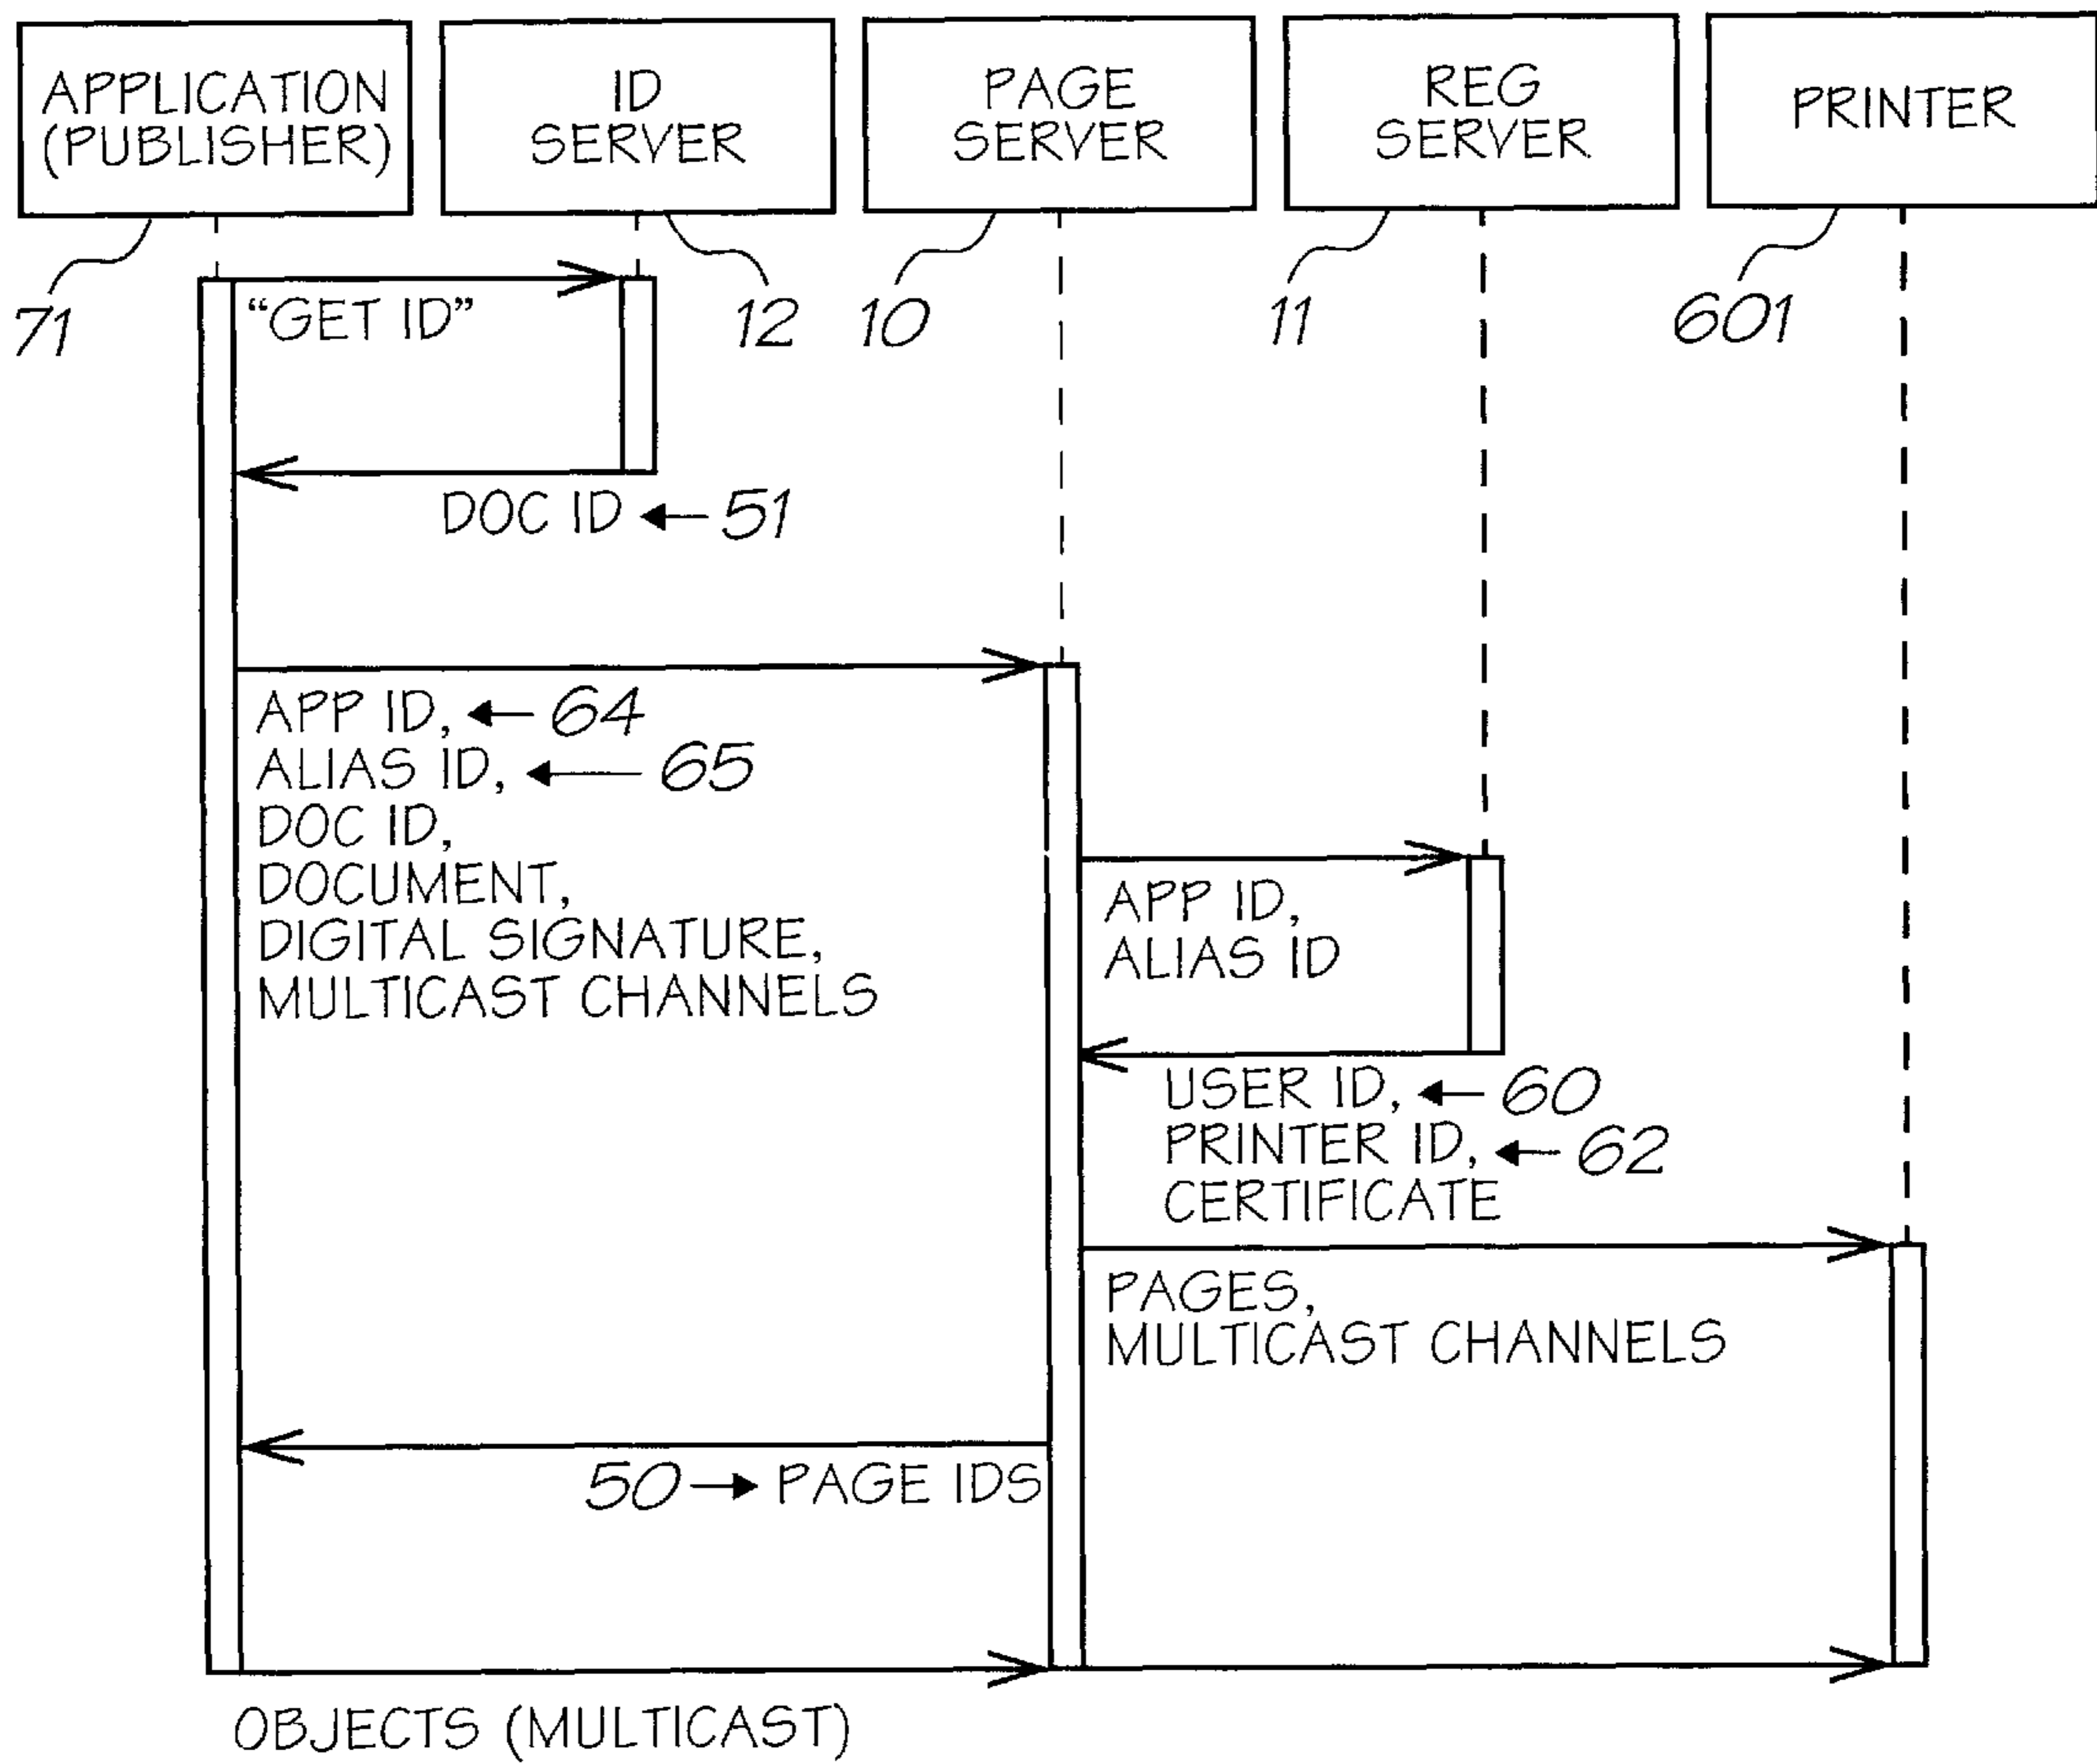 APPLICATION
(PUBLISHER)
ID
SERVER
PAGE
SERVER
REG
SERVER
PRINTER
71
12
10
11
601
“GET ID”
DOC ID 51
APP ID, 64
ALIAS ID, 65
DOC ID,
DOCUMENT,
DIGITAL SIGNATURE,
MULTICAST CHANNELS
APP ID,
ALIAS ID
USER ID, 60
PRINTER ID, 62
CERTIFICATE
PAGES,
MULTICAST CHANNELS
50 PAGE IDS
OBJECTS (MULTICAST)